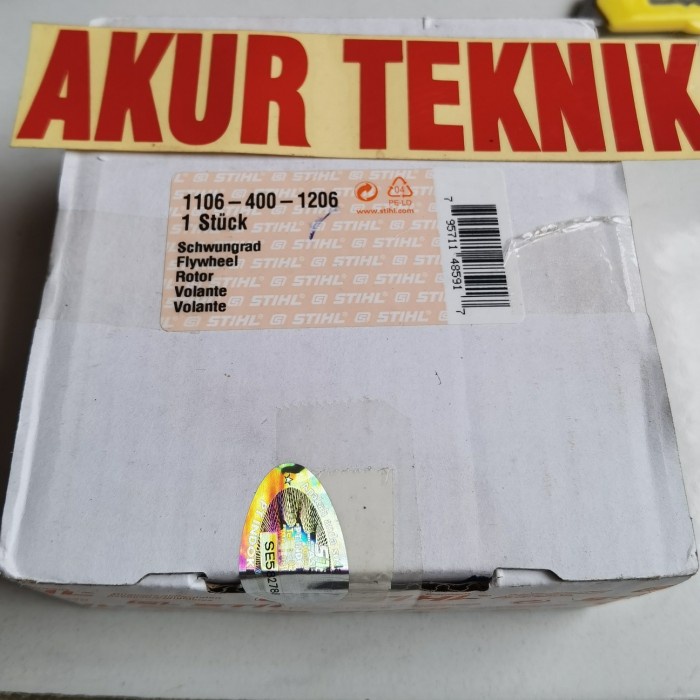 AKUR TEKNIK
1106-400-1206
1 Stück
Schwungrad
Flywheel
Rotor
Volante
Volante
04
PE-LD
www.stihl.com
STIHL
7 95711 48591 7